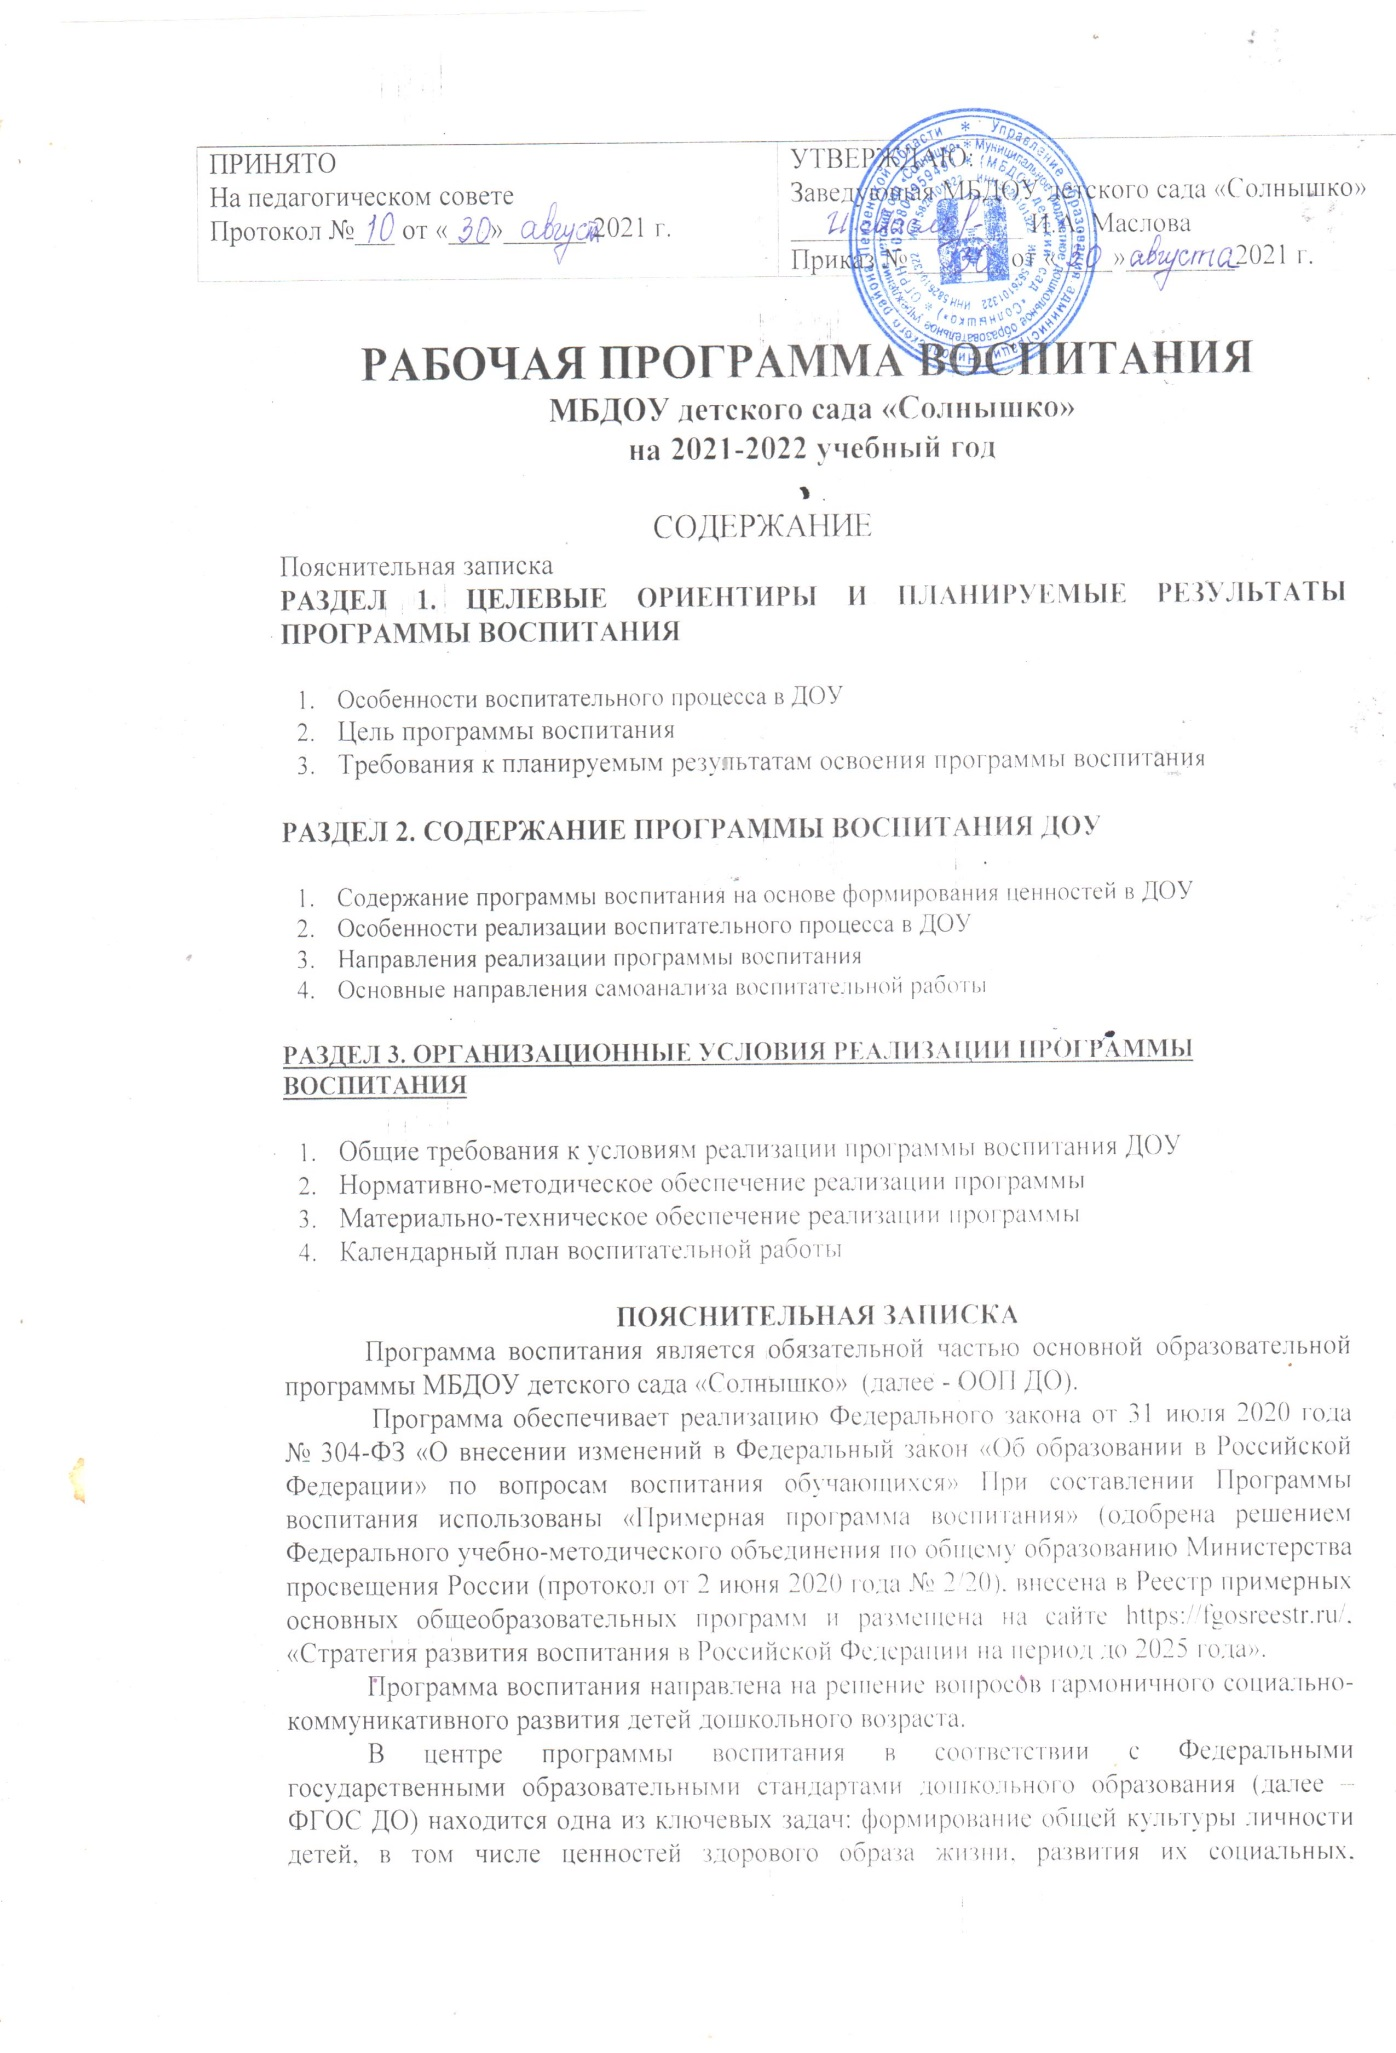 ПРИНЯТО
На педагогическом совете
Протокол № 10 от « 30 » август 2021 г.
УТВЕРЖДАЮ:
Заведующая МБДОУ детского сада «Солнышко»
И.А. Маслова
Приказ № от « 30 » августа 2021 г.
РАБОЧАЯ ПРОГРАММА ВОСПИТАНИЯ
МБДОУ детского сада «Солнышко»
на 2021-2022 учебный год
СОДЕРЖАНИЕ
Пояснительная записка
РАЗДЕЛ 1. ЦЕЛЕВЫЕ ОРИЕНТИРЫ И ПЛАНИРУЕМЫЕ РЕЗУЛЬТАТЫ
ПРОГРАММЫ ВОСПИТАНИЯ
1. Особенности воспитательного процесса в ДОУ
2. Цель программы воспитания
3. Требования к планируемым результатам освоения программы воспитания
РАЗДЕЛ 2. СОДЕРЖАНИЕ ПРОГРАММЫ ВОСПИТАНИЯ ДОУ
1. Содержание программы воспитания на основе формирования ценностей в ДОУ
2. Особенности реализации воспитательного процесса в ДОУ
3. Направления реализации программы воспитания
4. Основные направления самоанализа воспитательной работы
РАЗДЕЛ 3. ОРГАНИЗАЦИОННЫЕ УСЛОВИЯ РЕАЛИЗАЦИИ ПРОГРАММЫ
ВОСПИТАНИЯ
1. Общие требования к условиям реализации программы воспитания ДОУ
2. Нормативно-методическое обеспечение реализации программы
3. Материально-техническое обеспечение реализации программы
4. Календарный план воспитательной работы
ПОЯСНИТЕЛЬНАЯ ЗАПИСКА
Программа воспитания является обязательной частью основной образовательной
программы МБДОУ детского сада «Солнышко» (далее - ООП ДО).
Программа обеспечивает реализацию Федерального закона от 31 июля 2020 года
№ 304-ФЗ «О внесении изменений в Федеральный закон «Об образовании в Российской
Федерации» по вопросам воспитания обучающихся» При составлении Программы
воспитания использованы «Примерная программа воспитания» (одобрена решением
Федерального учебно-методического объединения по общему образованию Министерства
просвещения России (протокол от 2 июня 2020 года № 2/20), внесена в Реестр примерных
основных общеобразовательных программ и размещена на сайте https://fgosreestr.ru/.
«Стратегия развития воспитания в Российской Федерации на период до 2025 года».
Программа воспитания направлена на решение вопросов гармоничного социально-
коммуникативного развития детей дошкольного возраста.
В центре программы воспитания в соответствии с Федеральными
государственными образовательными стандартами дошкольного образования (далее –
ФГОС ДО) находится одна из ключевых задач: формирование общей культуры личности
детей, в том числе ценностей здорового образа жизни, развития их социальных,